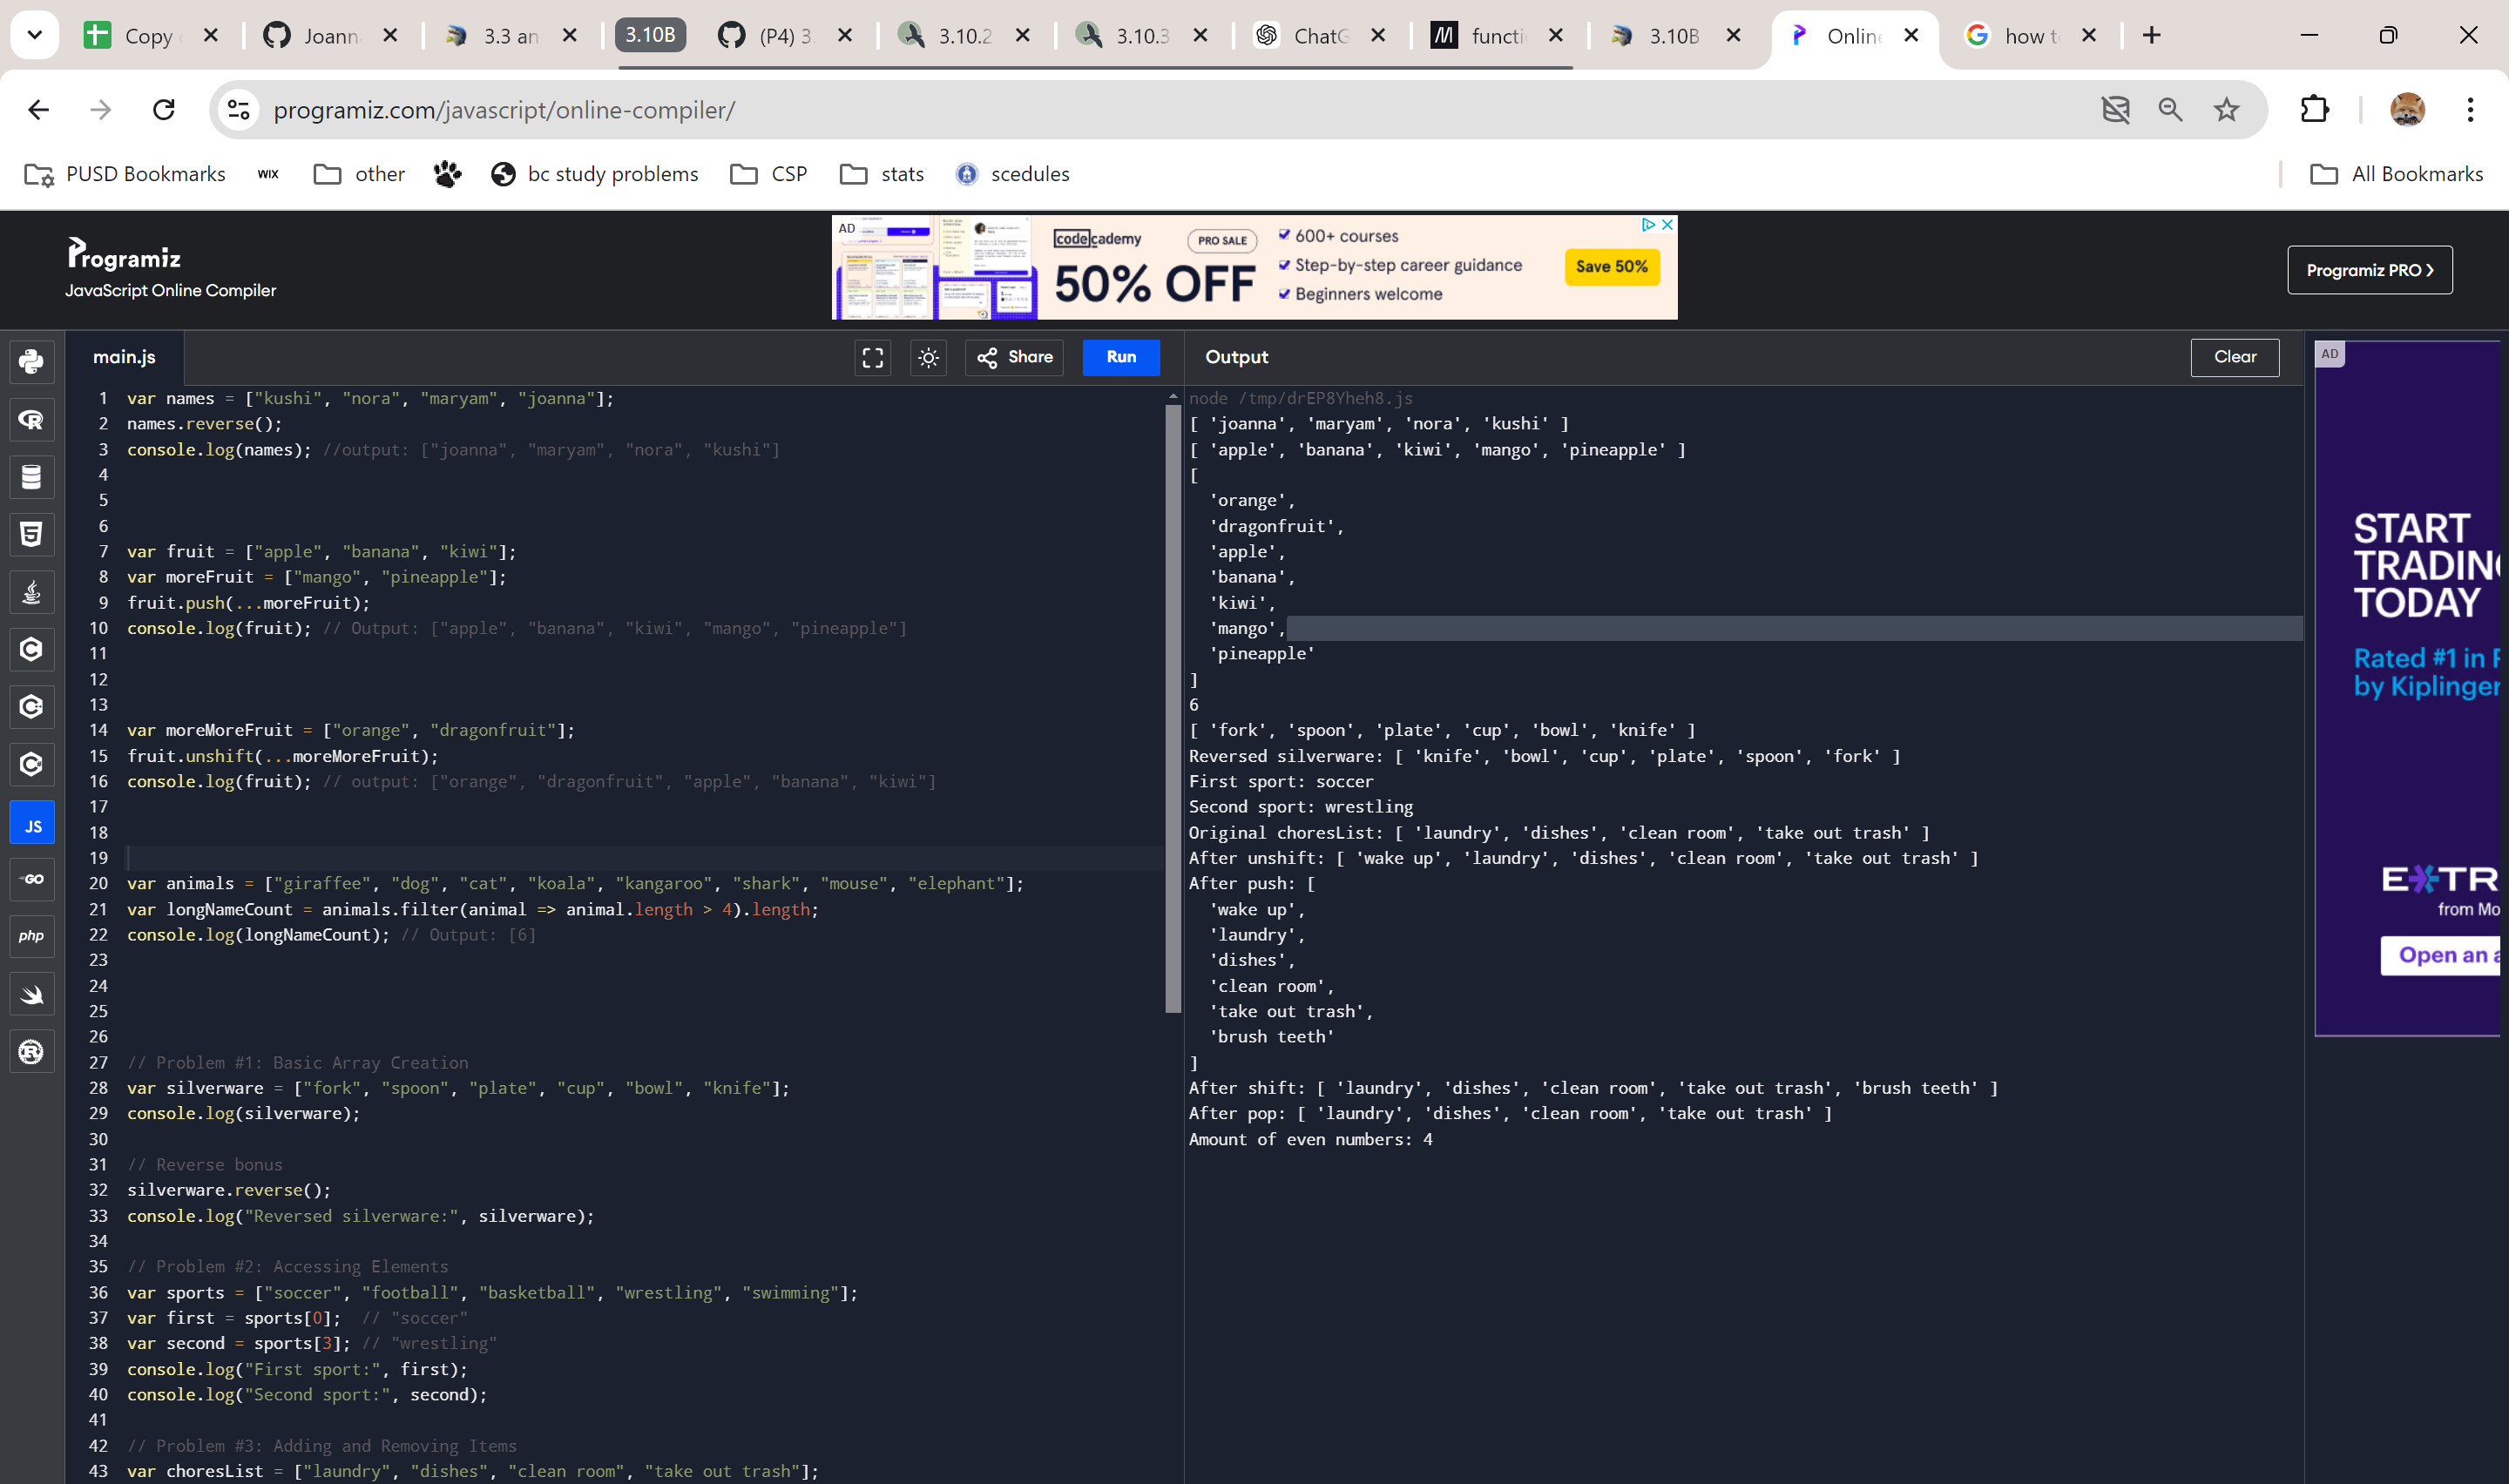 Copy
Joann
3.3 an
3.10B
(P4) 3.
3.10.2
3.10.3
ChatG
functi
3.10B
Online
how t
programiz.com/javascript/online-compiler/
PUSD Bookmarks
WIX
other
bc study problems
CSP
stats
scedules
All Bookmarks
Programiz
JavaScript Online Compiler
AD
codecademy
PRO SALE
50% OFF
600+ courses
Step-by-step career guidance
Beginners welcome
Save 50%
Programiz PRO ❯
main.js
Share
Run
Output
Clear
AD
1 var names = ["kushi", "nora", "maryam", "joanna"];
2 names.reverse();
3 console.log(names); //output: ["joanna", "maryam", "nora", "kushi"]
4
5
6
7 var fruit = ["apple", "banana", "kiwi"];
8 var moreFruit = ["mango", "pineapple"];
9 fruit.push(...moreFruit);
10 console.log(fruit); // Output: ["apple", "banana", "kiwi", "mango", "pineapple"]
11
12
13
14 var moreMoreFruit = ["orange", "dragonfruit"];
15 fruit.unshift(...moreMoreFruit);
16 console.log(fruit); // output: ["orange", "dragonfruit", "apple", "banana", "kiwi"]
17
18
19
20 var animals = ["giraffee", "dog", "cat", "koala", "kangaroo", "shark", "mouse", "elephant"];
21 var longNameCount = animals.filter(animal => animal.length > 4).length;
22 console.log(longNameCount); // Output: [6]
23
24
25
26
27 // Problem #1: Basic Array Creation
28 var silverware = ["fork", "spoon", "plate", "cup", "bowl", "knife"];
29 console.log(silverware);
30
31 // Reverse bonus
32 silverware.reverse();
33 console.log("Reversed silverware:", silverware);
34
35 // Problem #2: Accessing Elements
36 var sports = ["soccer", "football", "basketball", "wrestling", "swimming"];
37 var first = sports[0];  // "soccer"
38 var second = sports[3]; // "wrestling"
39 console.log("First sport:", first);
40 console.log("Second sport:", second);
41
42 // Problem #3: Adding and Removing Items
43 var choresList = ["laundry", "dishes", "clean room", "take out trash"];
node /tmp/drEP8Yheh8.js
[ 'joanna', 'maryam', 'nora', 'kushi' ]
[ 'apple', 'banana', 'kiwi', 'mango', 'pineapple' ]
[
'orange',
'dragonfruit',
'apple',
'banana',
'kiwi',
'mango',
'pineapple'
]
6
[ 'fork', 'spoon', 'plate', 'cup', 'bowl', 'knife' ]
Reversed silverware: [ 'knife', 'bowl', 'cup', 'plate', 'spoon', 'fork' ]
First sport: soccer
Second sport: wrestling
Original choresList: [ 'laundry', 'dishes', 'clean room', 'take out trash' ]
After unshift: [ 'wake up', 'laundry', 'dishes', 'clean room', 'take out trash' ]
After push: [
'wake up',
'laundry',
'dishes',
'clean room',
'take out trash',
'brush teeth'
]
After shift: [ 'laundry', 'dishes', 'clean room', 'take out trash', 'brush teeth' ]
After pop: [ 'laundry', 'dishes', 'clean room', 'take out trash' ]
Amount of even numbers: 4
JS
GO
php
START
TRADIN
TODAY
Rated #1 in
by Kiplinger
E*TR
from Mo
Open an a